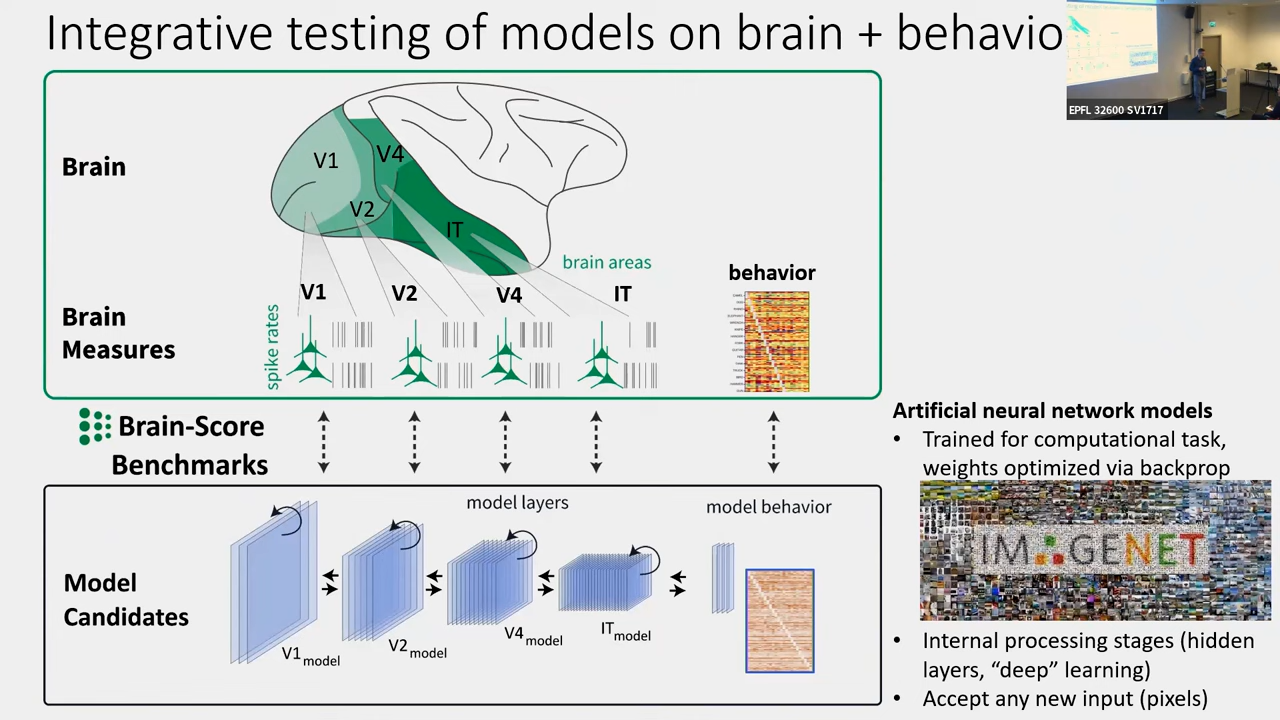 Integrative testing of models on brain + behavio
EPFL 32600 SV1717
Brain
V1
V4
V2
IT
brain areas
behavior
V1
V2
V4
IT
Brain
Measures
spike rates
Brain-Score
Benchmarks
Artificial neural network models
• Trained for computational task,
weights optimized via backprop
IMAGENET
• Internal processing stages (hidden
layers, “deep” learning)
• Accept any new input (pixels)
model layers
model behavior
Model
Candidates
V1model
V2model
V4model
ITmodel